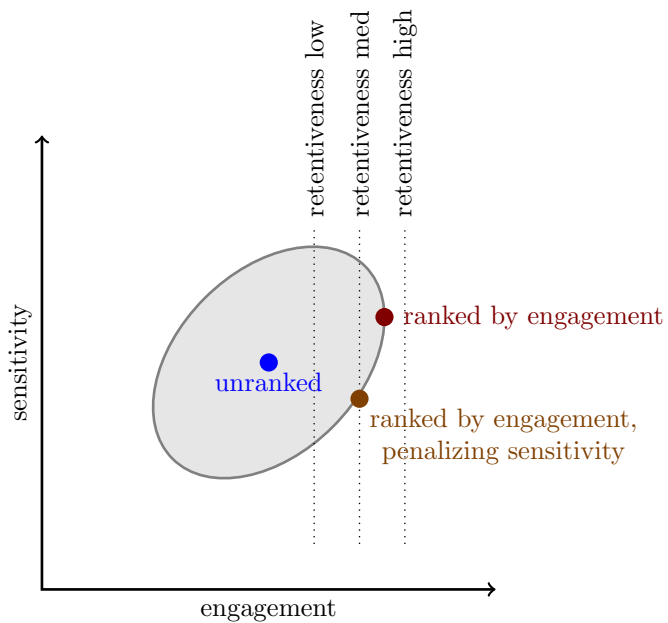 retentiveness low
retentiveness med
retentiveness high
sensitivity
ranked by engagement
unranked
ranked by engagement,
penalizing sensitivity
engagement